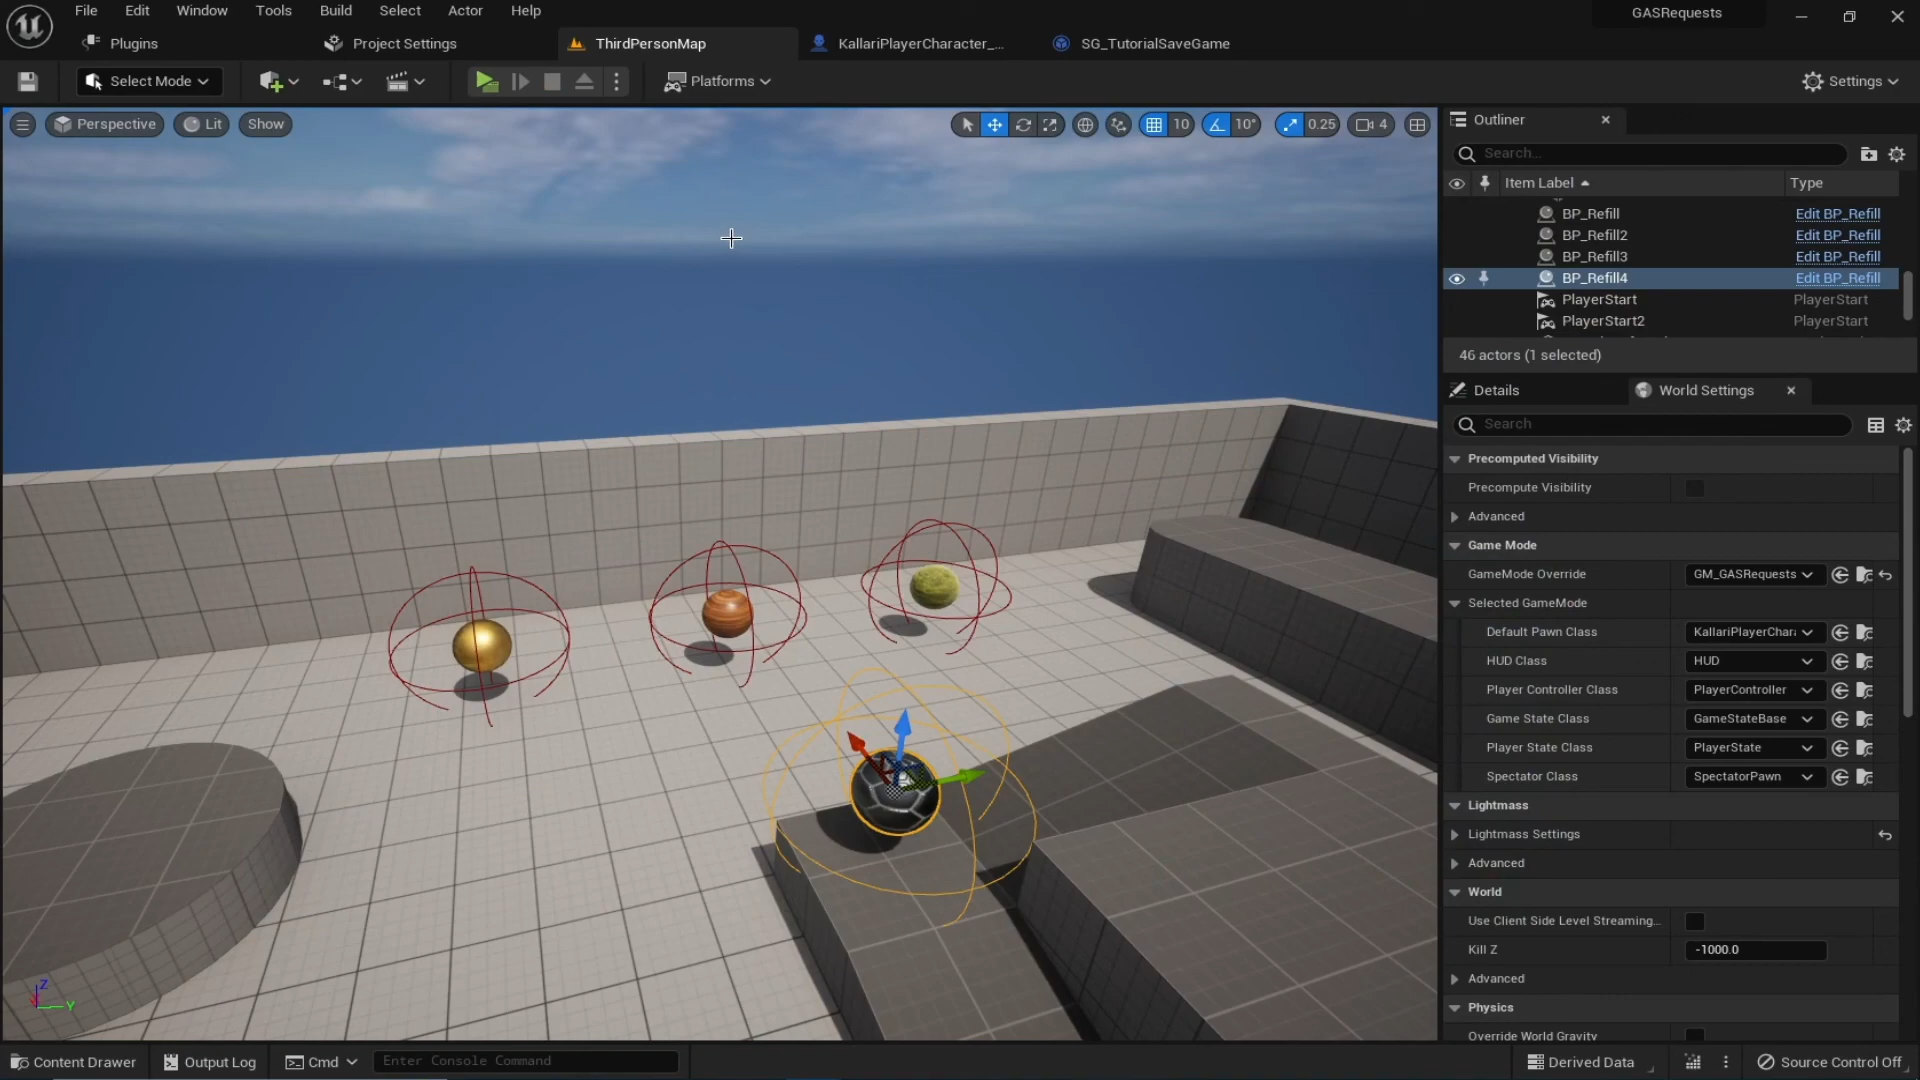 File Edit Window Tools Build Select Actor Help
GASRequests
Plugins
Project Settings
ThirdPersonMap
KallariPlayerCharacter_...
SG_TutorialSaveGame
Select Mode
Platforms
Settings
Perspective
Lit
Show
10
10°
0.25
4
Outliner
Search...
Item Label
Type
BP_Refill Edit BP_Refill
BP_Refill2 Edit BP_Refill
BP_Refill3 Edit BP_Refill
BP_Refill4 Edit BP_Refill
PlayerStart PlayerStart
PlayerStart2 PlayerStart
46 actors (1 selected)
Details
World Settings
Search
Precomputed Visibility
Precompute Visibility
Advanced
Game Mode
GameMode Override GM_GASRequests
Selected GameMode
Default Pawn Class KallariPlayerChar
HUD Class HUD
Player Controller Class PlayerController
Game State Class GameStateBase
Player State Class PlayerState
Spectator Class SpectatorPawn
Lightmass
Lightmass Settings
Advanced
World
Use Client Side Level Streaming...
Kill Z -1000.0
Advanced
Physics
Override World Gravity
Z
Y
Content Drawer
Output Log
Cmd
Enter Console Command
Derived Data
Source Control Off